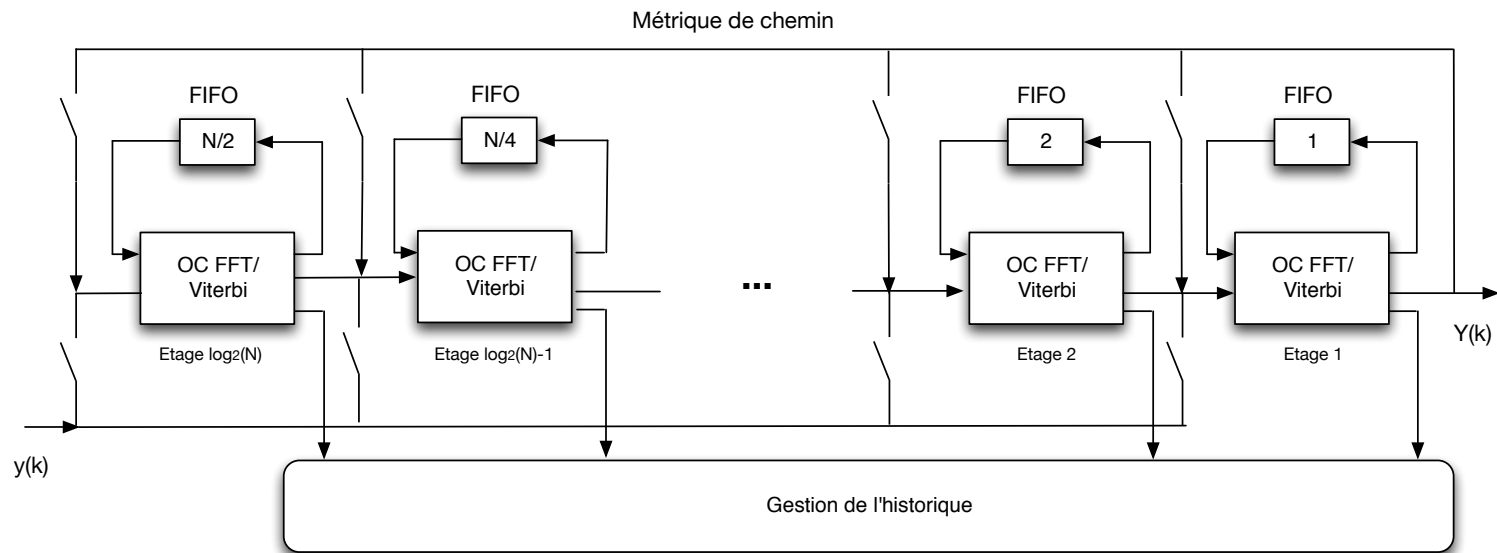 Métrique de chemin
FIFO
FIFO
FIFO
FIFO
N/2
N/4
2
1
OC FFT/
Viterbi
OC FFT/
Viterbi
...
OC FFT/
Viterbi
OC FFT/
Viterbi
Etage log2(N)
Etage log2(N)-1
Etage 2
Etage 1
Y(k)
y(k)
Gestion de l'historique